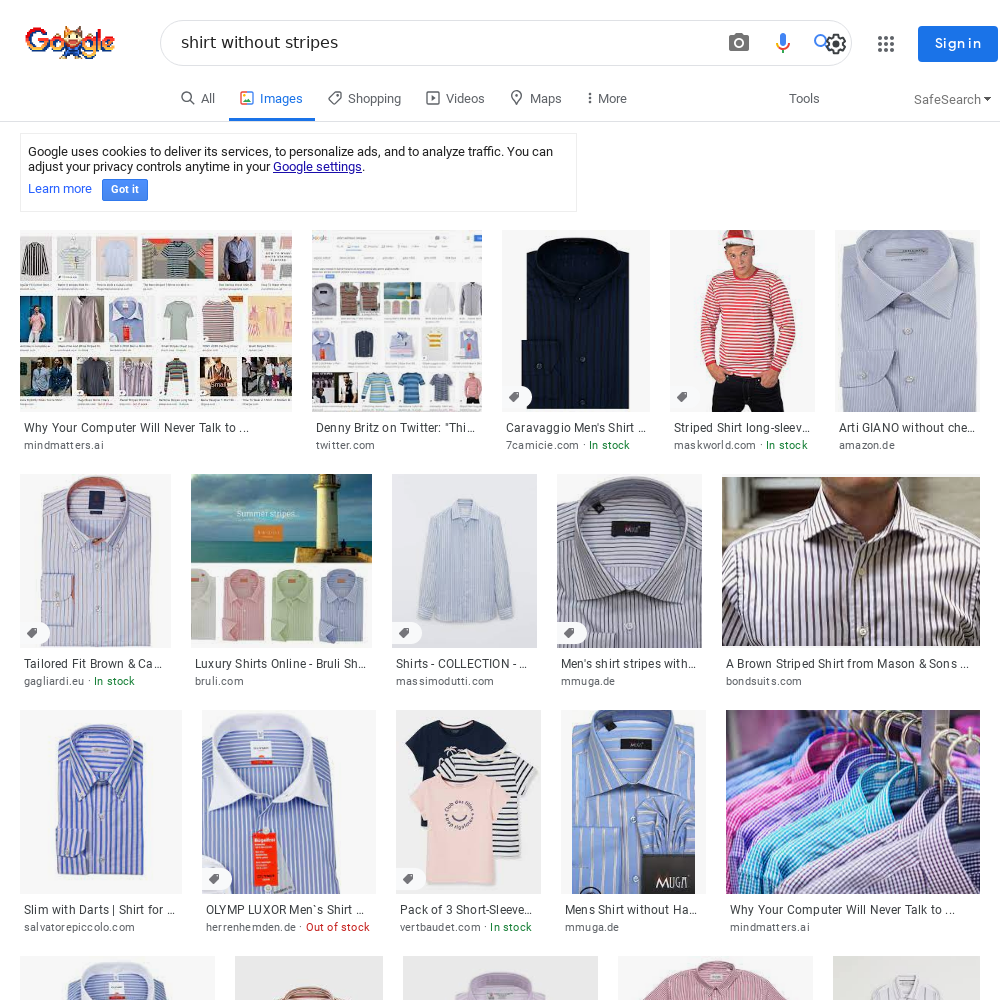 Google
shirt without stripes
Sign in
All
Images
Shopping
Videos
Maps
More
Tools
SafeSearch
Google uses cookies to deliver its services, to personalize ads, and to analyze traffic. You can
adjust your privacy controls anytime in your Google settings.
Learn more
Got it
Why Your Computer Will Never Talk to ...
mindmatters.ai
Denny Britz on Twitter: "Thi...
twitter.com
Caravaggio Men's Shirt ...
7camicie.com · In stock
Striped Shirt long-sleev...
maskworld.com · In stock
Arti GIANO without che...
amazon.de
Summer stripes...
Tailored Fit Brown & Ca...
gagliardi.eu · In stock
Luxury Shirts Online - Bruli Sh...
bruli.com
Shirts - COLLECTION - ...
massimodutti.com
Men's shirt stripes with...
mmuga.de
A Brown Striped Shirt from Mason & Sons ...
bondsuits.com
MUGA
Slim with Darts | Shirt for ...
salvatorepiccolo.com
OLYMP LUXOR Men`s Shirt ...
herrenhemden.de · Out of stock
Pack of 3 Short-Sleeve...
vertbaudet.com · In stock
Mens Shirt without Ha...
mmuga.de
Why Your Computer Will Never Talk to ...
mindmatters.ai